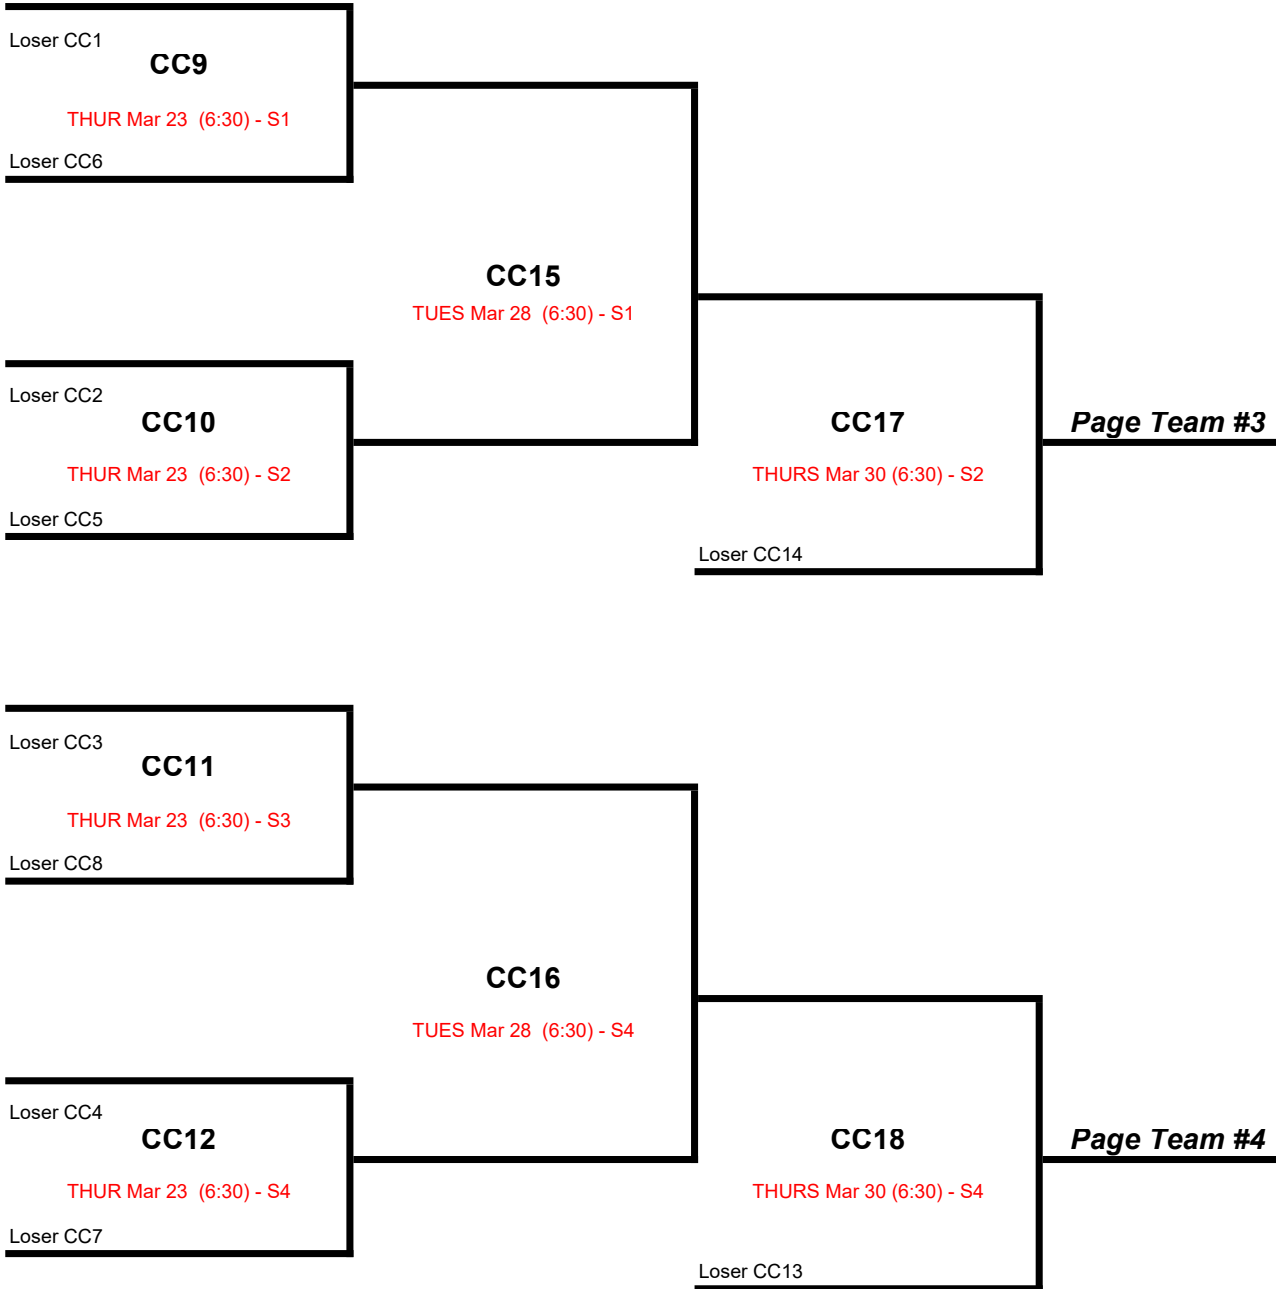 Loser CC1
CC9
THUR Mar 23 (6:30) - S1
Loser CC6
CC15
TUES Mar 28 (6:30) - S1
Loser CC2
CC10
THUR Mar 23 (6:30) - S2
Loser CC5
CC17
THURS Mar 30 (6:30) - S2
Loser CC14
Page Team #3
Loser CC3
CC11
THUR Mar 23 (6:30) - S3
Loser CC8
CC16
TUES Mar 28 (6:30) - S4
Loser CC4
CC12
THUR Mar 23 (6:30) - S4
Loser CC7
CC18
THURS Mar 30 (6:30) - S4
Loser CC13
Page Team #4